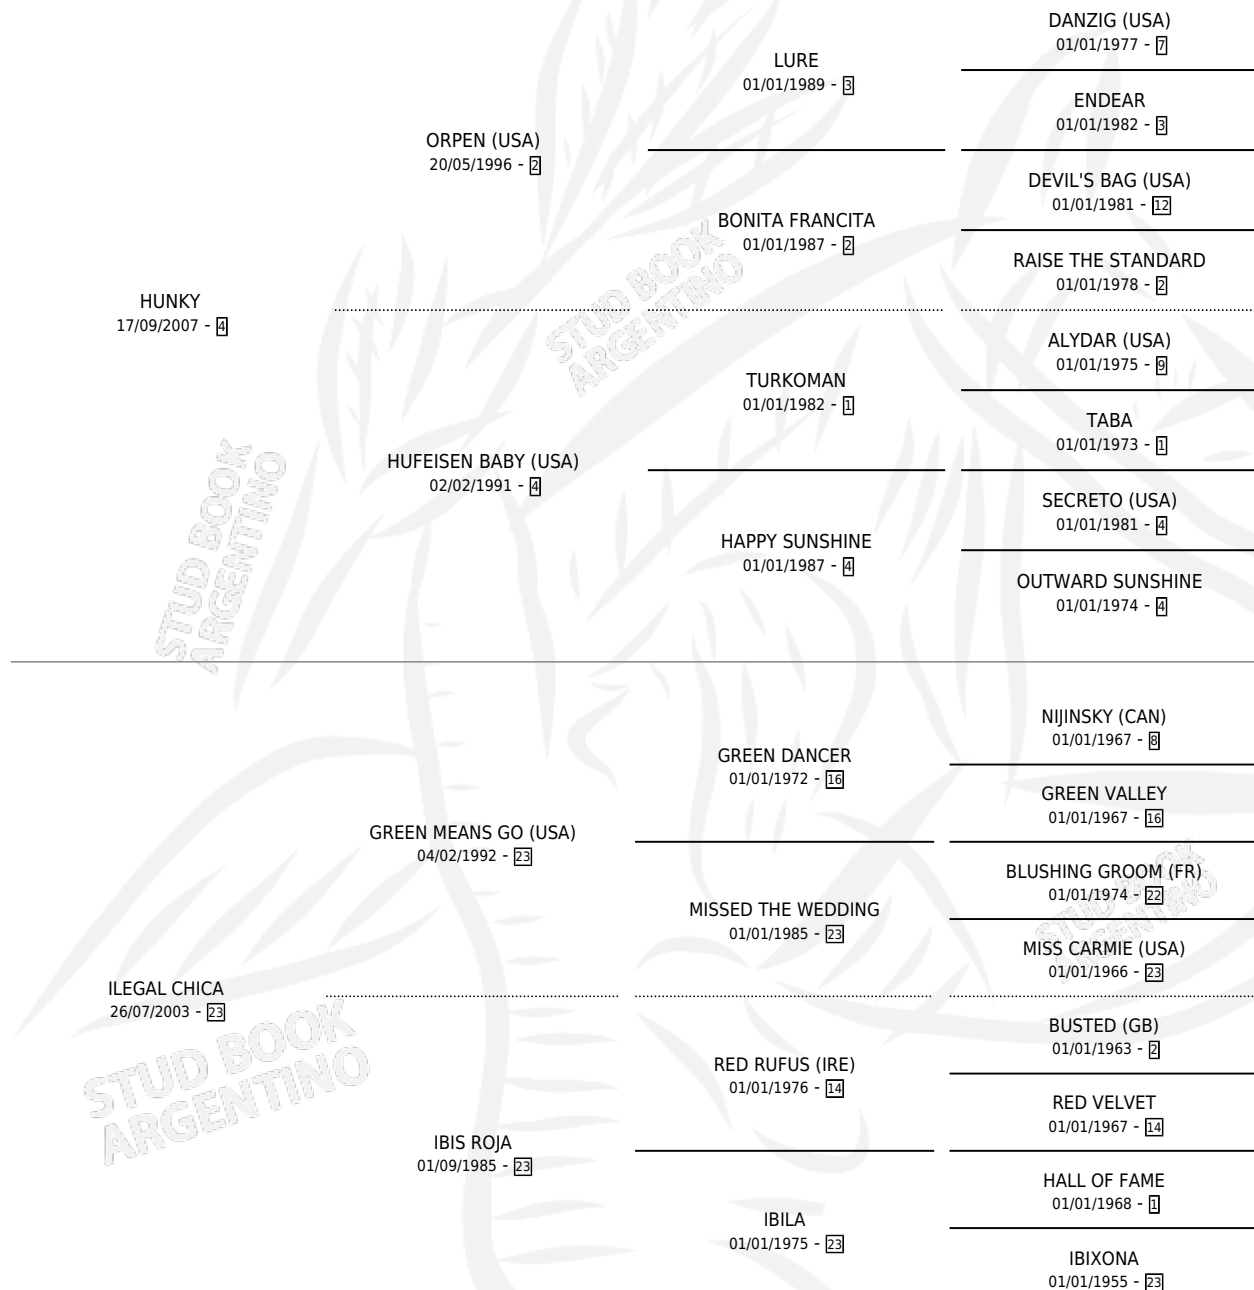 DANZIG (USA)
01/01/1977 - 7
LURE
01/01/1989 - 3
ENDEAR
01/01/1982 - 3
ORPEN (USA)
20/05/1996 - 2
DEVIL'S BAG (USA)
01/01/1981 - 12
BONITA FRANCITA
01/01/1987 - 2
RAISE THE STANDARD
01/01/1978 - 2
HUNKY
17/09/2007 - 4
STUD BOOK
ARGENTINO
ALYDAR (USA)
01/01/1975 - 9
TURKOMAN
01/01/1982 - 1
TABA
01/01/1973 - 1
HUFEISEN BABY (USA)
02/02/1991 - 4
SECRETO (USA)
01/01/1981 - 4
HAPPY SUNSHINE
01/01/1987 - 4
OUTWARD SUNSHINE
01/01/1974 - 4
STUD BOOK
ARGENTINO
NIJINSKY (CAN)
01/01/1967 - 8
GREEN DANCER
01/01/1972 - 16
GREEN VALLEY
01/01/1967 - 16
GREEN MEANS GO (USA)
04/02/1992 - 23
BLUSHING GROOM (FR)
01/01/1974 - 22
MISSED THE WEDDING
01/01/1985 - 23
MISS CARMIE (USA)
01/01/1966 - 23
STUD BOOK
ARGENTINO
ILEGAL CHICA
26/07/2003 - 23
BUSTED (GB)
01/01/1963 - 2
RED RUFUS (IRE)
01/01/1976 - 14
RED VELVET
01/01/1967 - 14
STUD BOOK
ARGENTINO
IBIS ROJA
01/09/1985 - 23
HALL OF FAME
01/01/1968 - 1
IBILA
01/01/1975 - 23
IBIXONA
01/01/1955 - 23